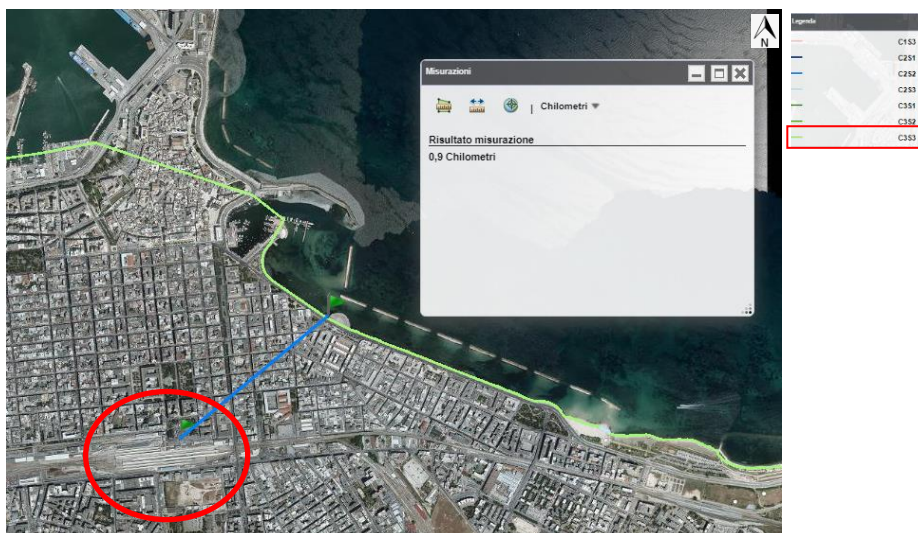 N
Misurazioni
| Chilometri
Risultato misurazione
0,9 Chilometri
Legenda
C1S3
C2S1
C2S2
C2S3
C3S1
C3S2
C3S3